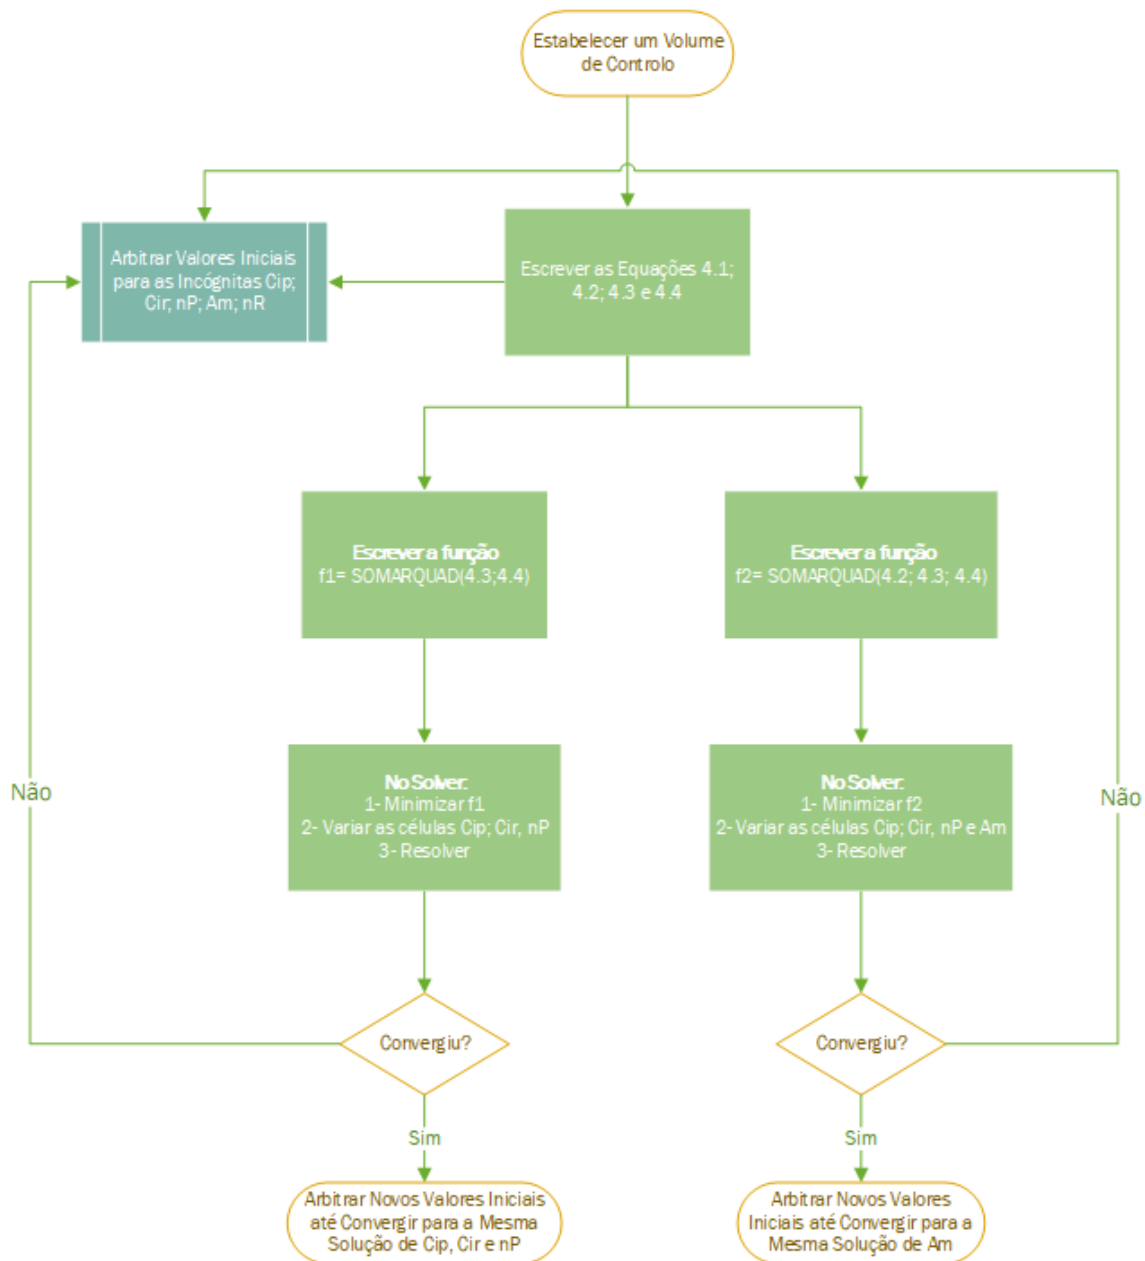 Estabelecer um Volume
de Controlo
Arbitrar Valores Iniciais
para as Incógnitas Cip;
Cir; nP; Am; nR
Escrever as Equações 4.1;
4.2; 4.3 e 4.4
Escrever a função
f1= SOMARQUAD(4.3;4.4)
Escrever a função
f2= SOMARQUAD(4.2; 4.3; 4.4)
No Solver:
1- Minimizar f1
2- Variar as células Cip; Cir, nP
3- Resolver
No Solver:
1- Minimizar f2
2- Variar as células Cip; Cir, nP e Am
3- Resolver
Não
Não
Convergiu?
Convergiu?
Sim
Sim
Arbitrar Novos Valores Iniciais
até Convergir para a Mesma
Solução de Cip, Cir e nP
Arbitrar Novos Valores
Iniciais até Convergir para a
Mesma Solução de Am